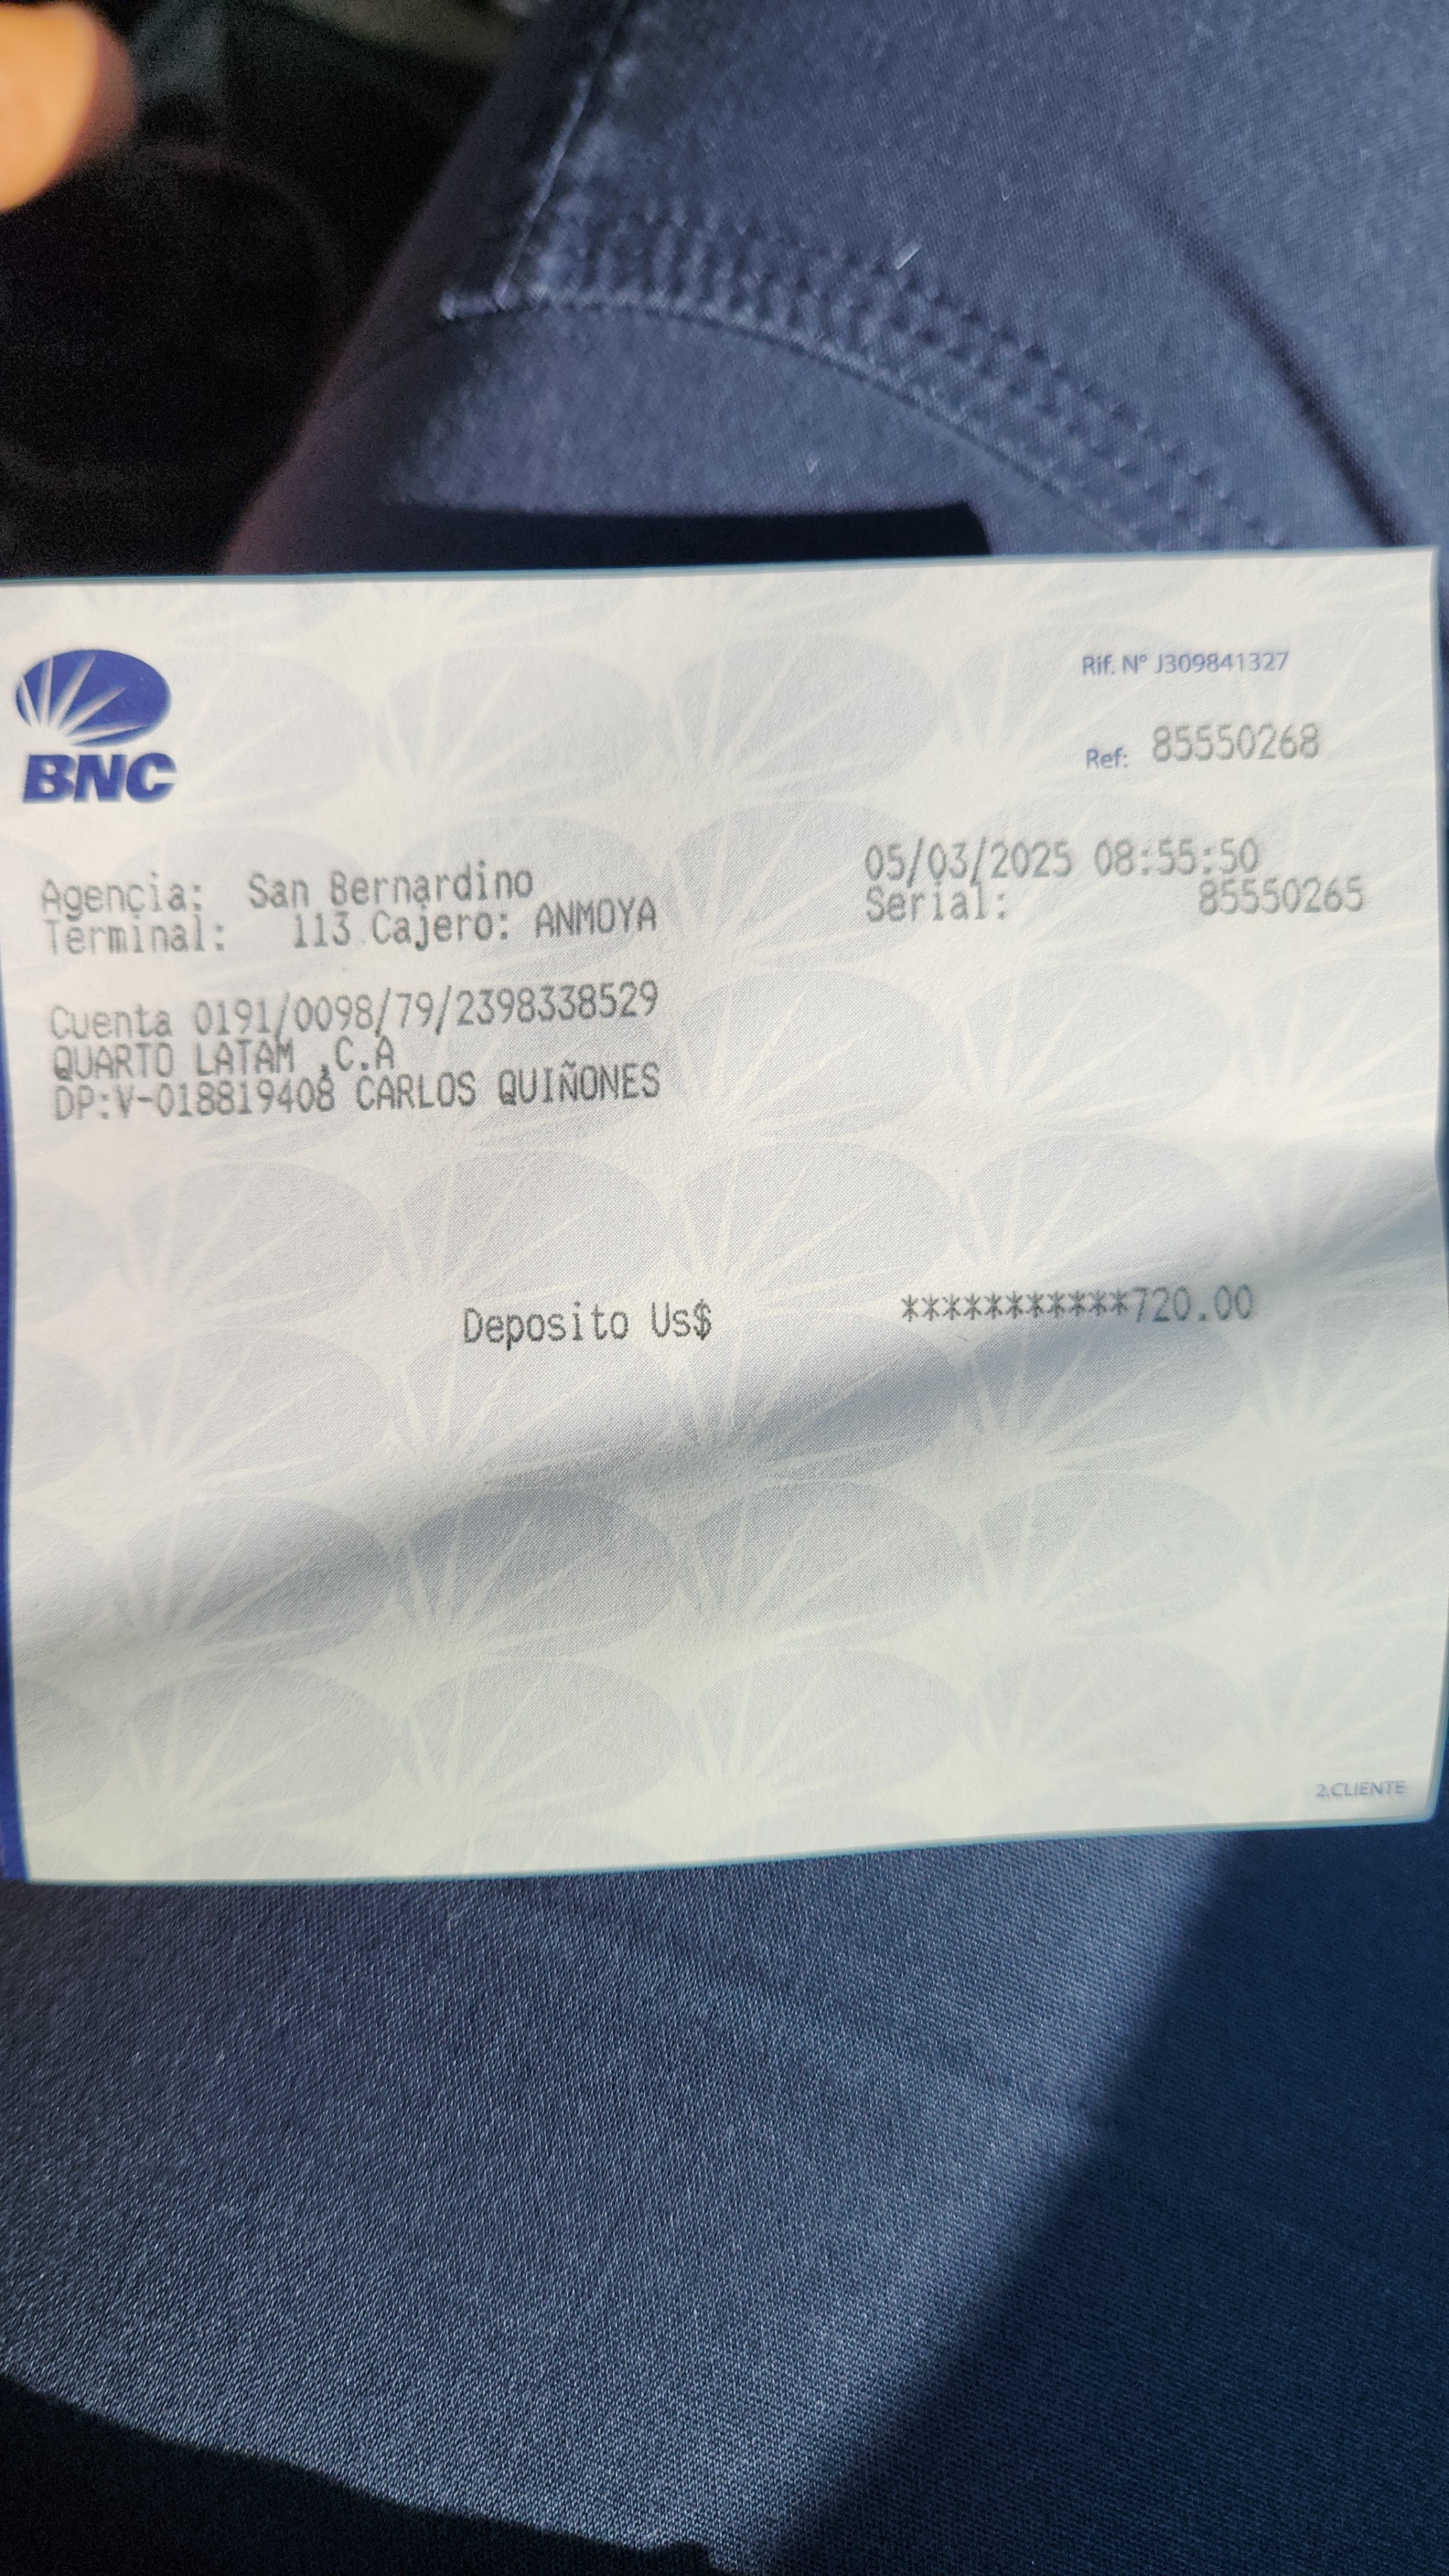 BNC
Rif. N° J309841327
Ref: 85550268
Agencia: San Bernardino 05/03/2025 08:55:50
Terminal: 113 Cajero: ANMOYA Serial: 85550265
Cuenta 0191/0098/79/2398338529
QUARTO LATAM ,C.A
DP:V-018819408 CARLOS QUIÑONES
Deposito Us$ ***********720.00
2.CLIENTE